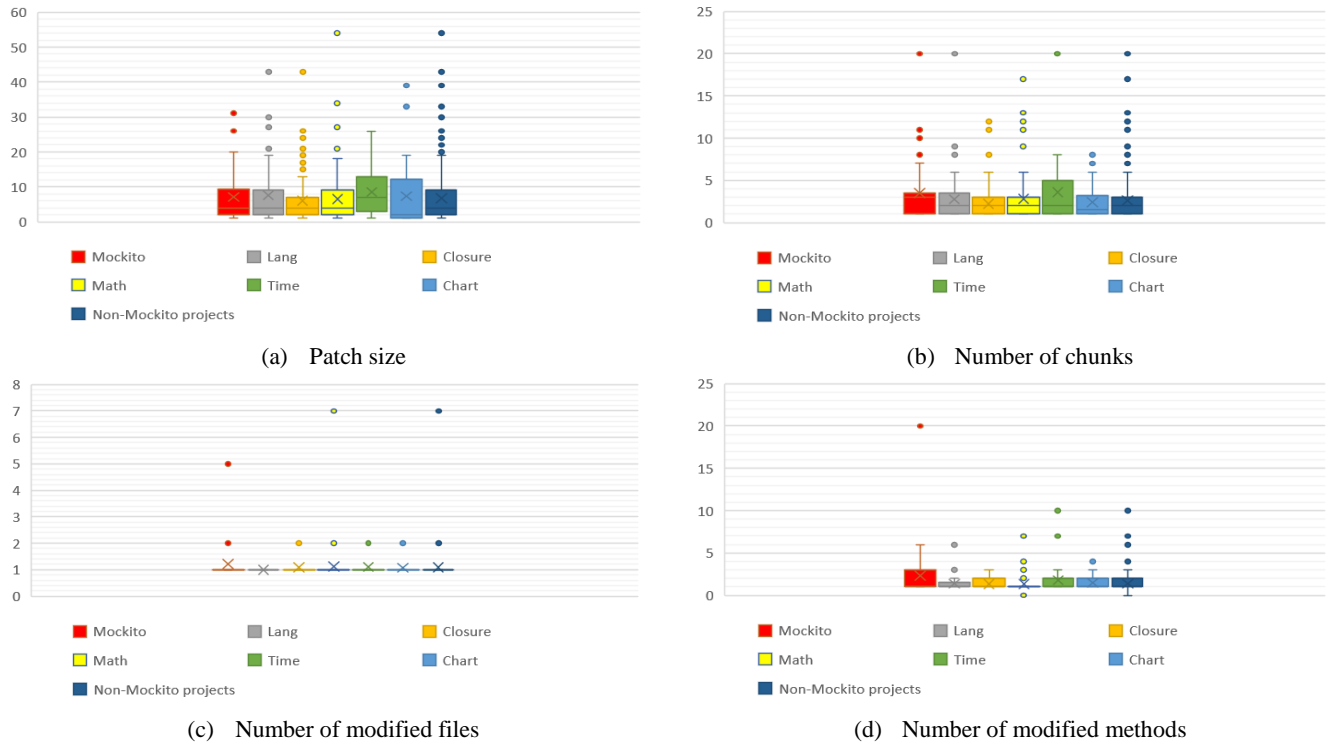 60
50
40
30
20
10
0
Mockito Lang Closure
Math Time Chart
Non-Mockito projects
(a) Patch size
25
20
15
10
5
0
Mockito Lang Closure
Math Time Chart
Non-Mockito projects
(b) Number of chunks
8
7
6
5
4
3
2
1
0
Mockito Lang Closure
Math Time Chart
Non-Mockito projects
(c) Number of modified files
25
20
15
10
5
0
Mockito Lang Closure
Math Time Chart
Non-Mockito projects
(d) Number of modified methods